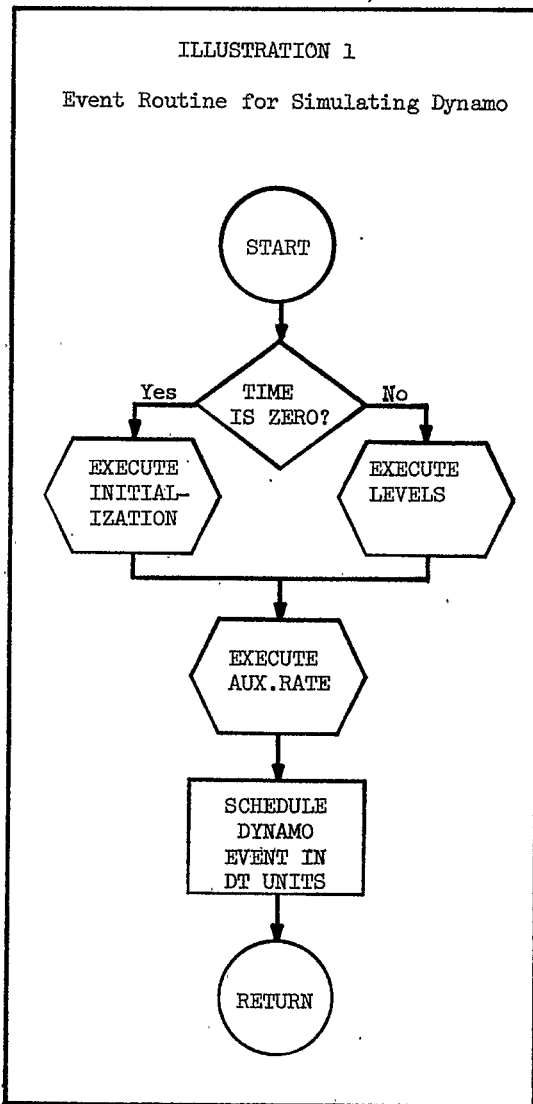 ILLUSTRATION 1
Event Routine for Simulating Dynamo
START
TIME
IS ZERO?
Yes
No
EXECUTE
INITIAL-
IZATION
EXECUTE
LEVELS
EXECUTE
AUX.RATE
SCHEDULE
DYNAMO
EVENT IN
DT UNITS
RETURN